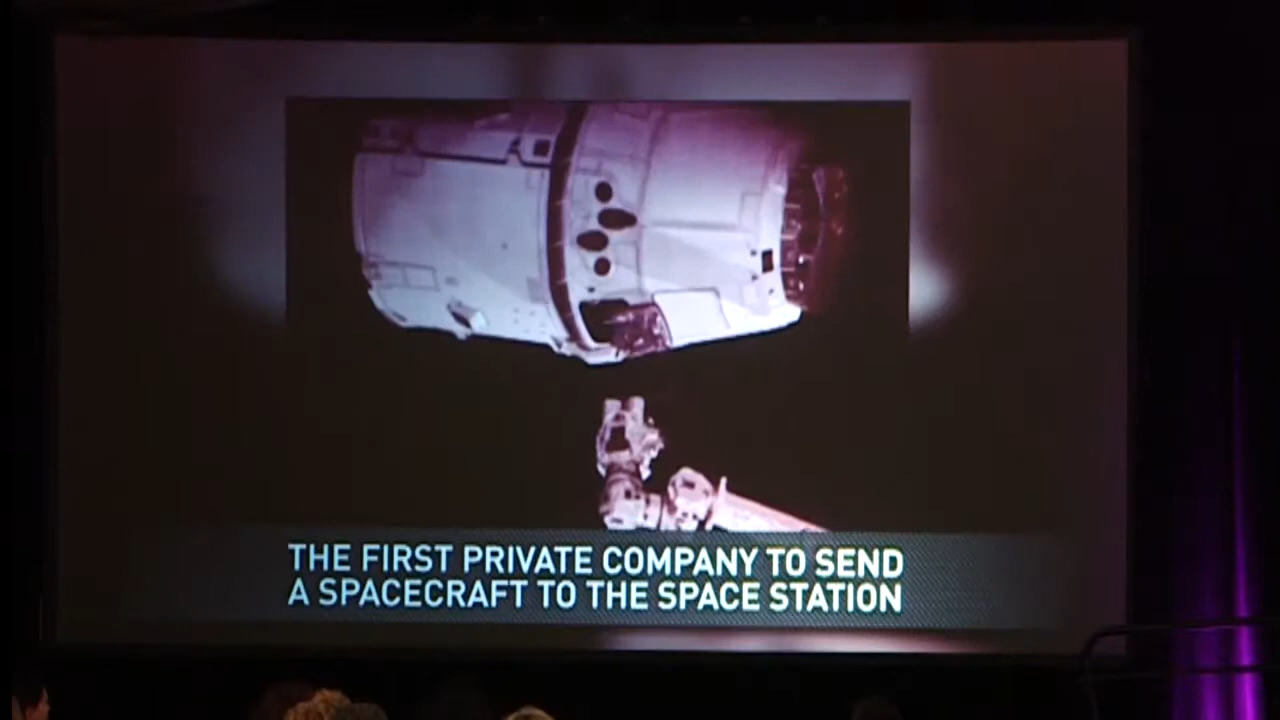 THE FIRST PRIVATE COMPANY TO SEND
A SPACECRAFT TO THE SPACE STATION